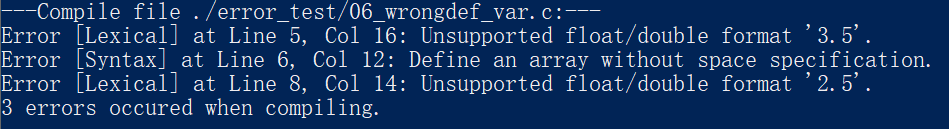 ---Compile file ./error_test/06_wrongdef_var.c:---
Error [Lexical] at Line 5, Col 16: Unsupported float/double format '3.5'.
Error [Syntax] at Line 6, Col 12: Define an array without space specification.
Error [Lexical] at Line 8, Col 14: Unsupported float/double format '2.5'.
3 errors occured when compiling.